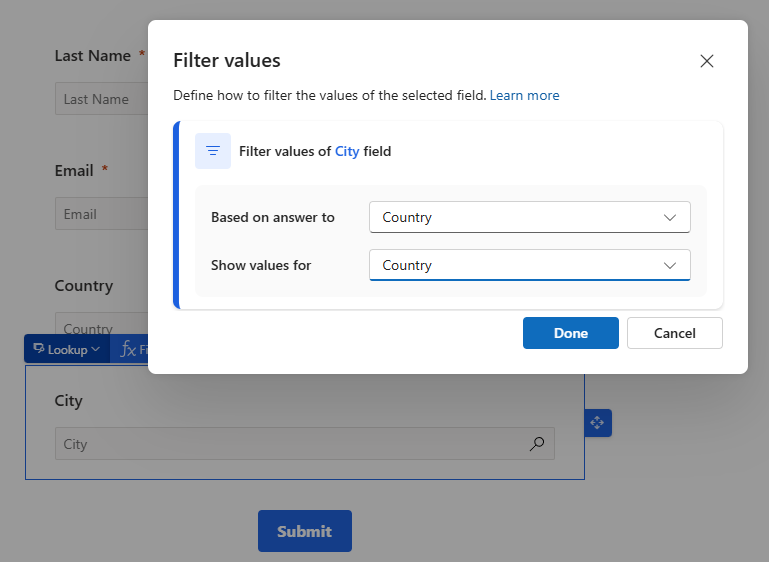 Last Name *
Last Name
Email *
Email
Country
Country
Lookup
fx Fi
City
City
Submit
Filter values
Define how to filter the values of the selected field. Learn more
Filter values of City field
Based on answer to
Country
Show values for
Country
Done
Cancel